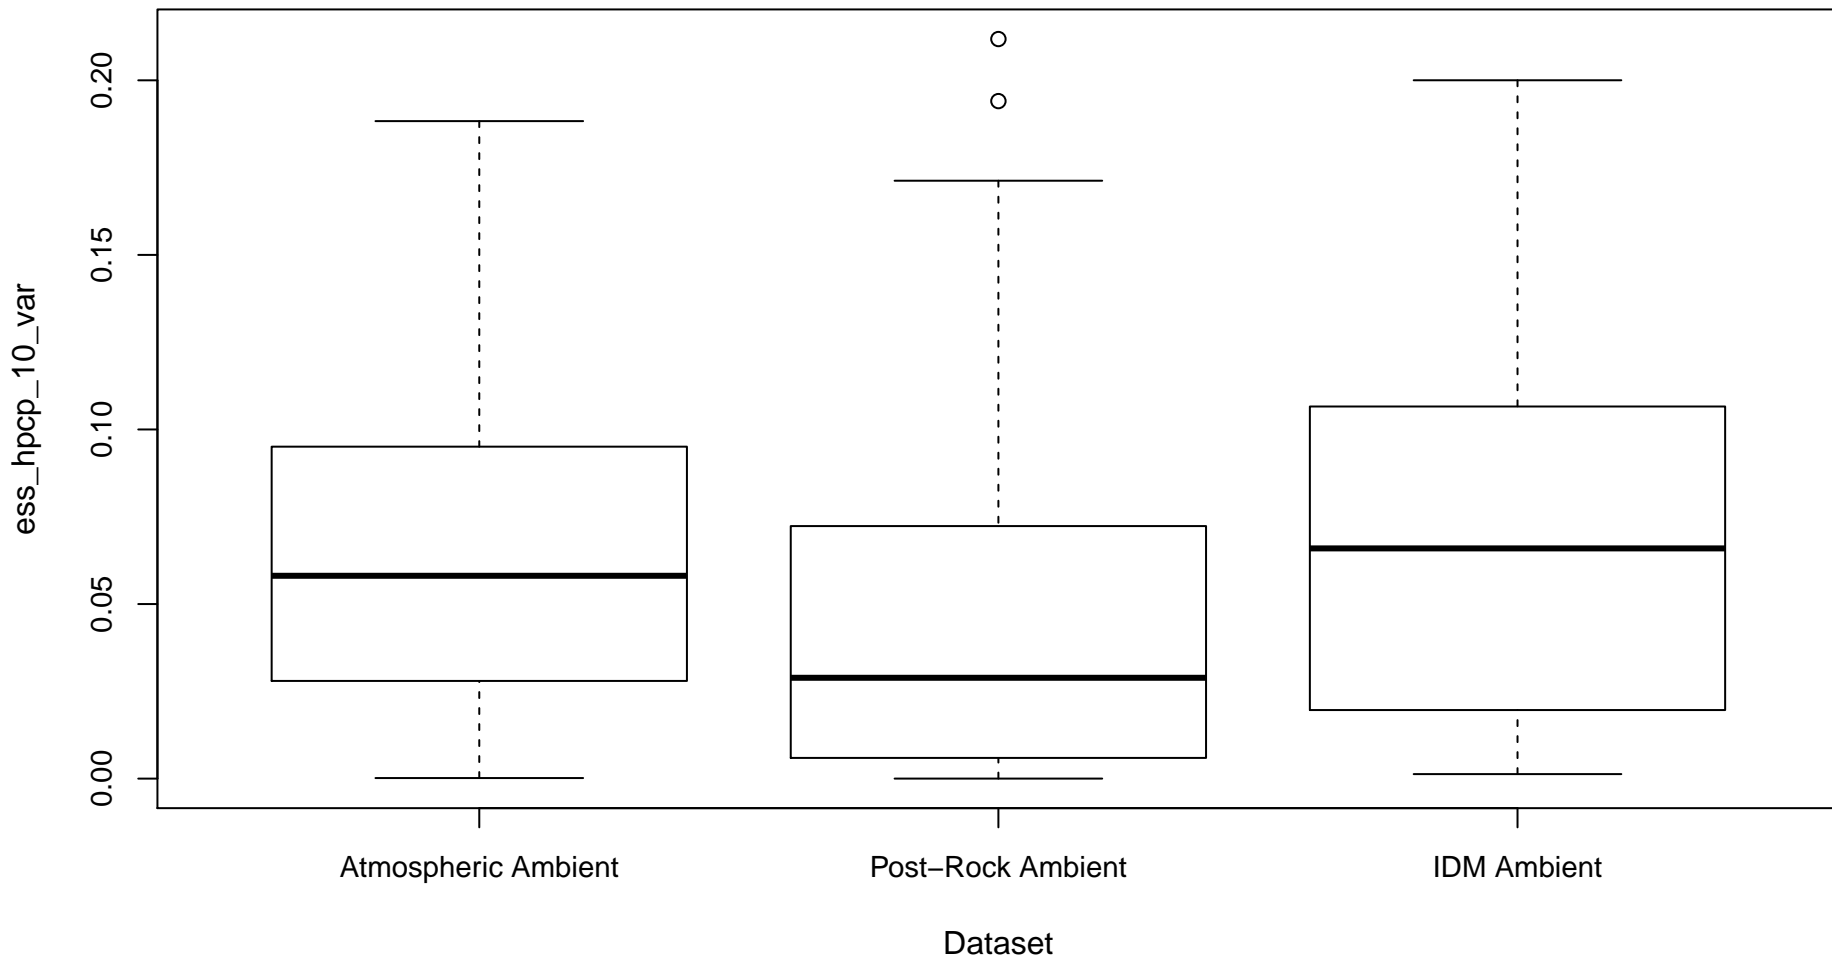 ess_hpcp_10_var
0.20
0.15
0.10
0.05
0.00
Atmospheric Ambient
Post−Rock Ambient
IDM Ambient
Dataset